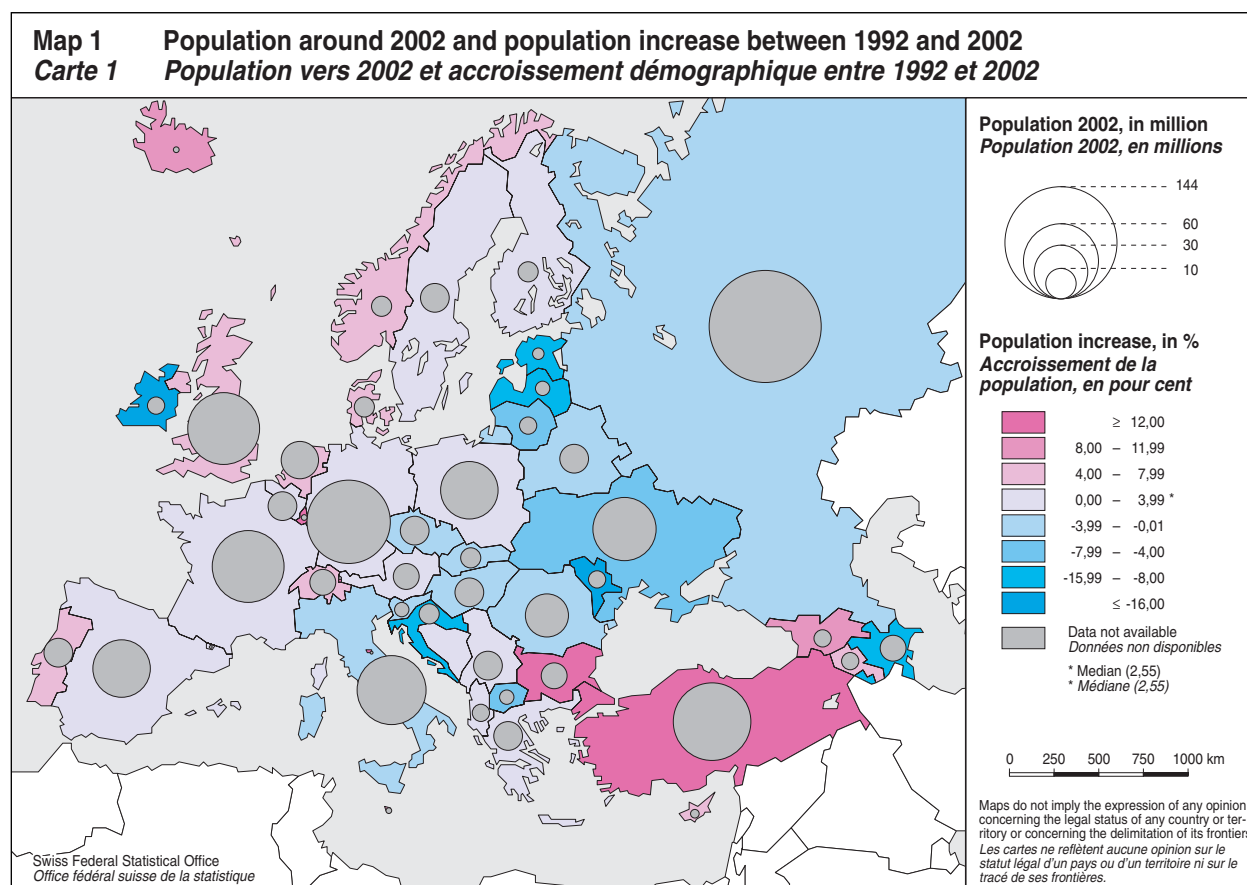 Map 1 Population around 2002 and population increase between 1992 and 2002
Carte 1 Population vers 2002 et accroissement démographique entre 1992 et 2002
Population 2002, in million
Population 2002, en millions
144
60
30
10
Population increase, in %
Accroissement de la
population, en pour cent
≥ 12,00
8,00 – 11,99
4,00 – 7,99
0,00 – 3,99 *
-3,99 – -0,01
-7,99 – -4,00
-15,99 – -8,00
≤ -16,00
Data not available
Données non disponibles
* Median (2,55)
* Médiane (2,55)
0 250 500 750 1000 km
Maps do not imply the expression of any opinion
concerning the legal status of any country or ter-
ritory or concerning the delimitation of its frontiers
Les cartes ne reflètent aucune opinion sur le
statut légal d'un pays ou d'un territoire ni sur le
tracé de ses frontières.
Swiss Federal Statistical Office
Office fédéral suisse de la statistique